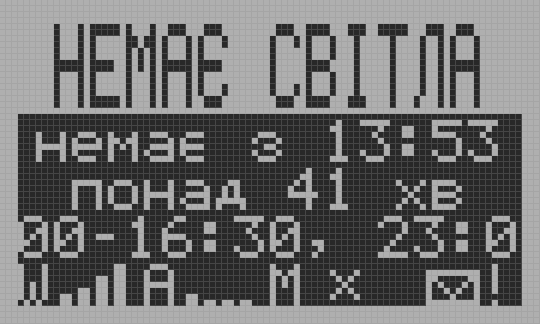 НЕМАЄ СВІТЛА
немає з 13:53
понад 41 хв
00-16:30, 23:0
А М х !